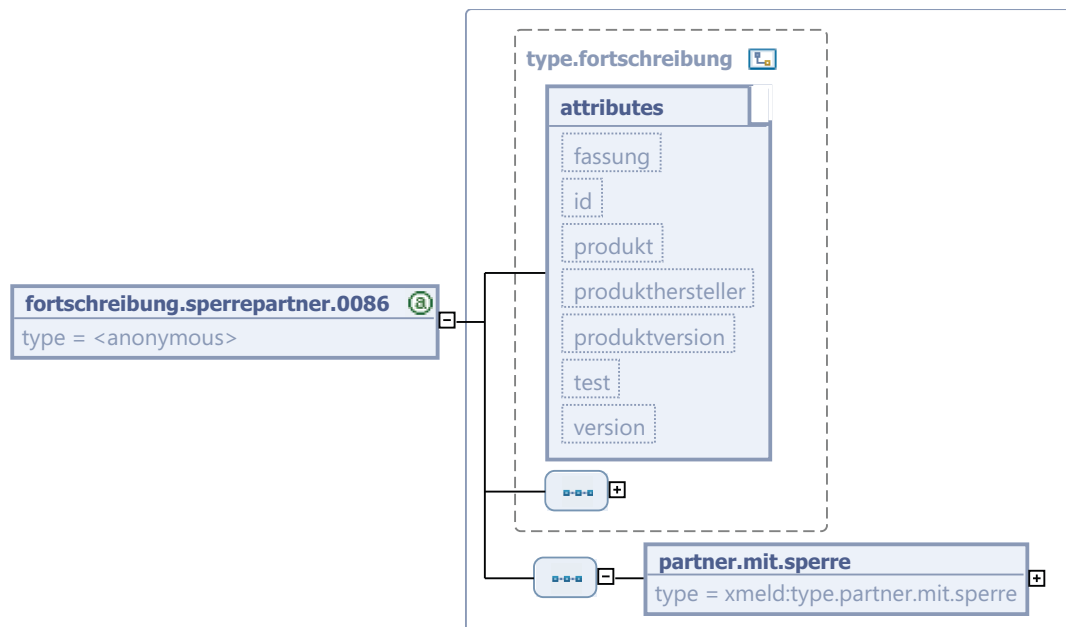 type.fortschreibung
attributes
fassung
id
produkt
produkthersteller
produktversion
test
version
fortschreibung.sperrepartner.0086
type = <anonymous>
partner.mit.sperre
type = xmeld:type.partner.mit.sperre